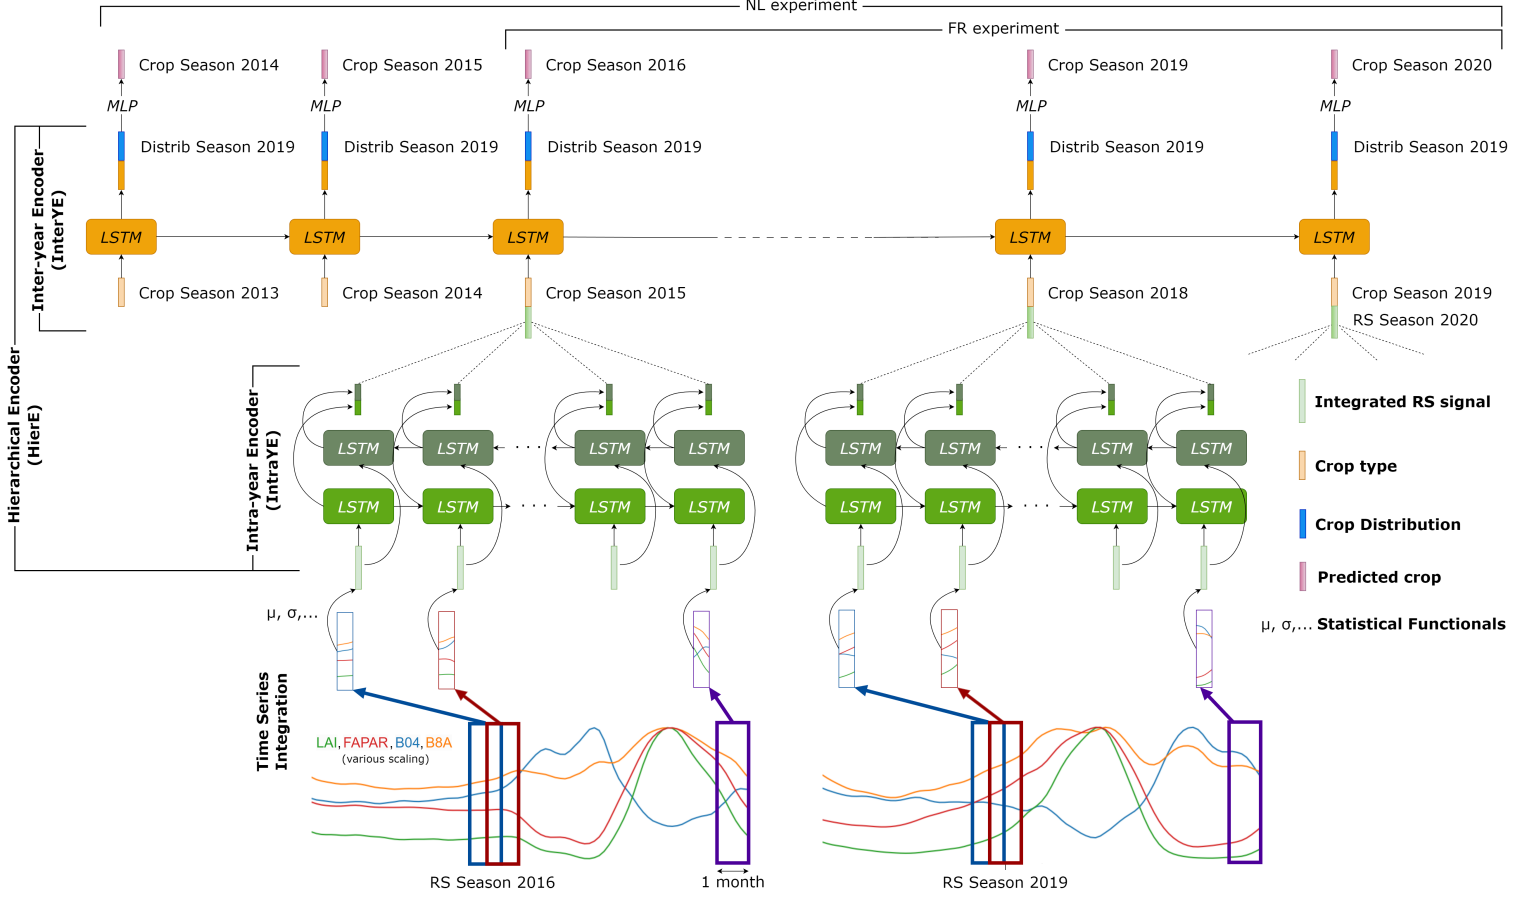 NL experiment
FR experiment
Crop Season 2014
Crop Season 2015
Crop Season 2016
Crop Season 2019
Crop Season 2020
MLP
MLP
MLP
MLP
MLP
Distrib Season 2019
Distrib Season 2019
Distrib Season 2019
Distrib Season 2019
Distrib Season 2019
Hierarchical Encoder
(HierE)
Inter-year Encoder
(InterYE)
LSTM
LSTM
LSTM
LSTM
LSTM
Crop Season 2013
Crop Season 2014
Crop Season 2015
Crop Season 2018
Crop Season 2019
RS Season 2020
Intra-year Encoder
(IntraYE)
LSTM
LSTM
· · ·
LSTM
LSTM
LSTM
LSTM
· · ·
LSTM
LSTM
LSTM
LSTM
· · ·
LSTM
LSTM
LSTM
LSTM
· · ·
LSTM
LSTM
Integrated RS signal
Crop type
Crop Distribution
Predicted crop
μ, σ,... Statistical Functionals
μ, σ,...
Time Series
Integration
LAI, FAPAR, B04, B8A
(various scaling)
RS Season 2016
1 month
RS Season 2019